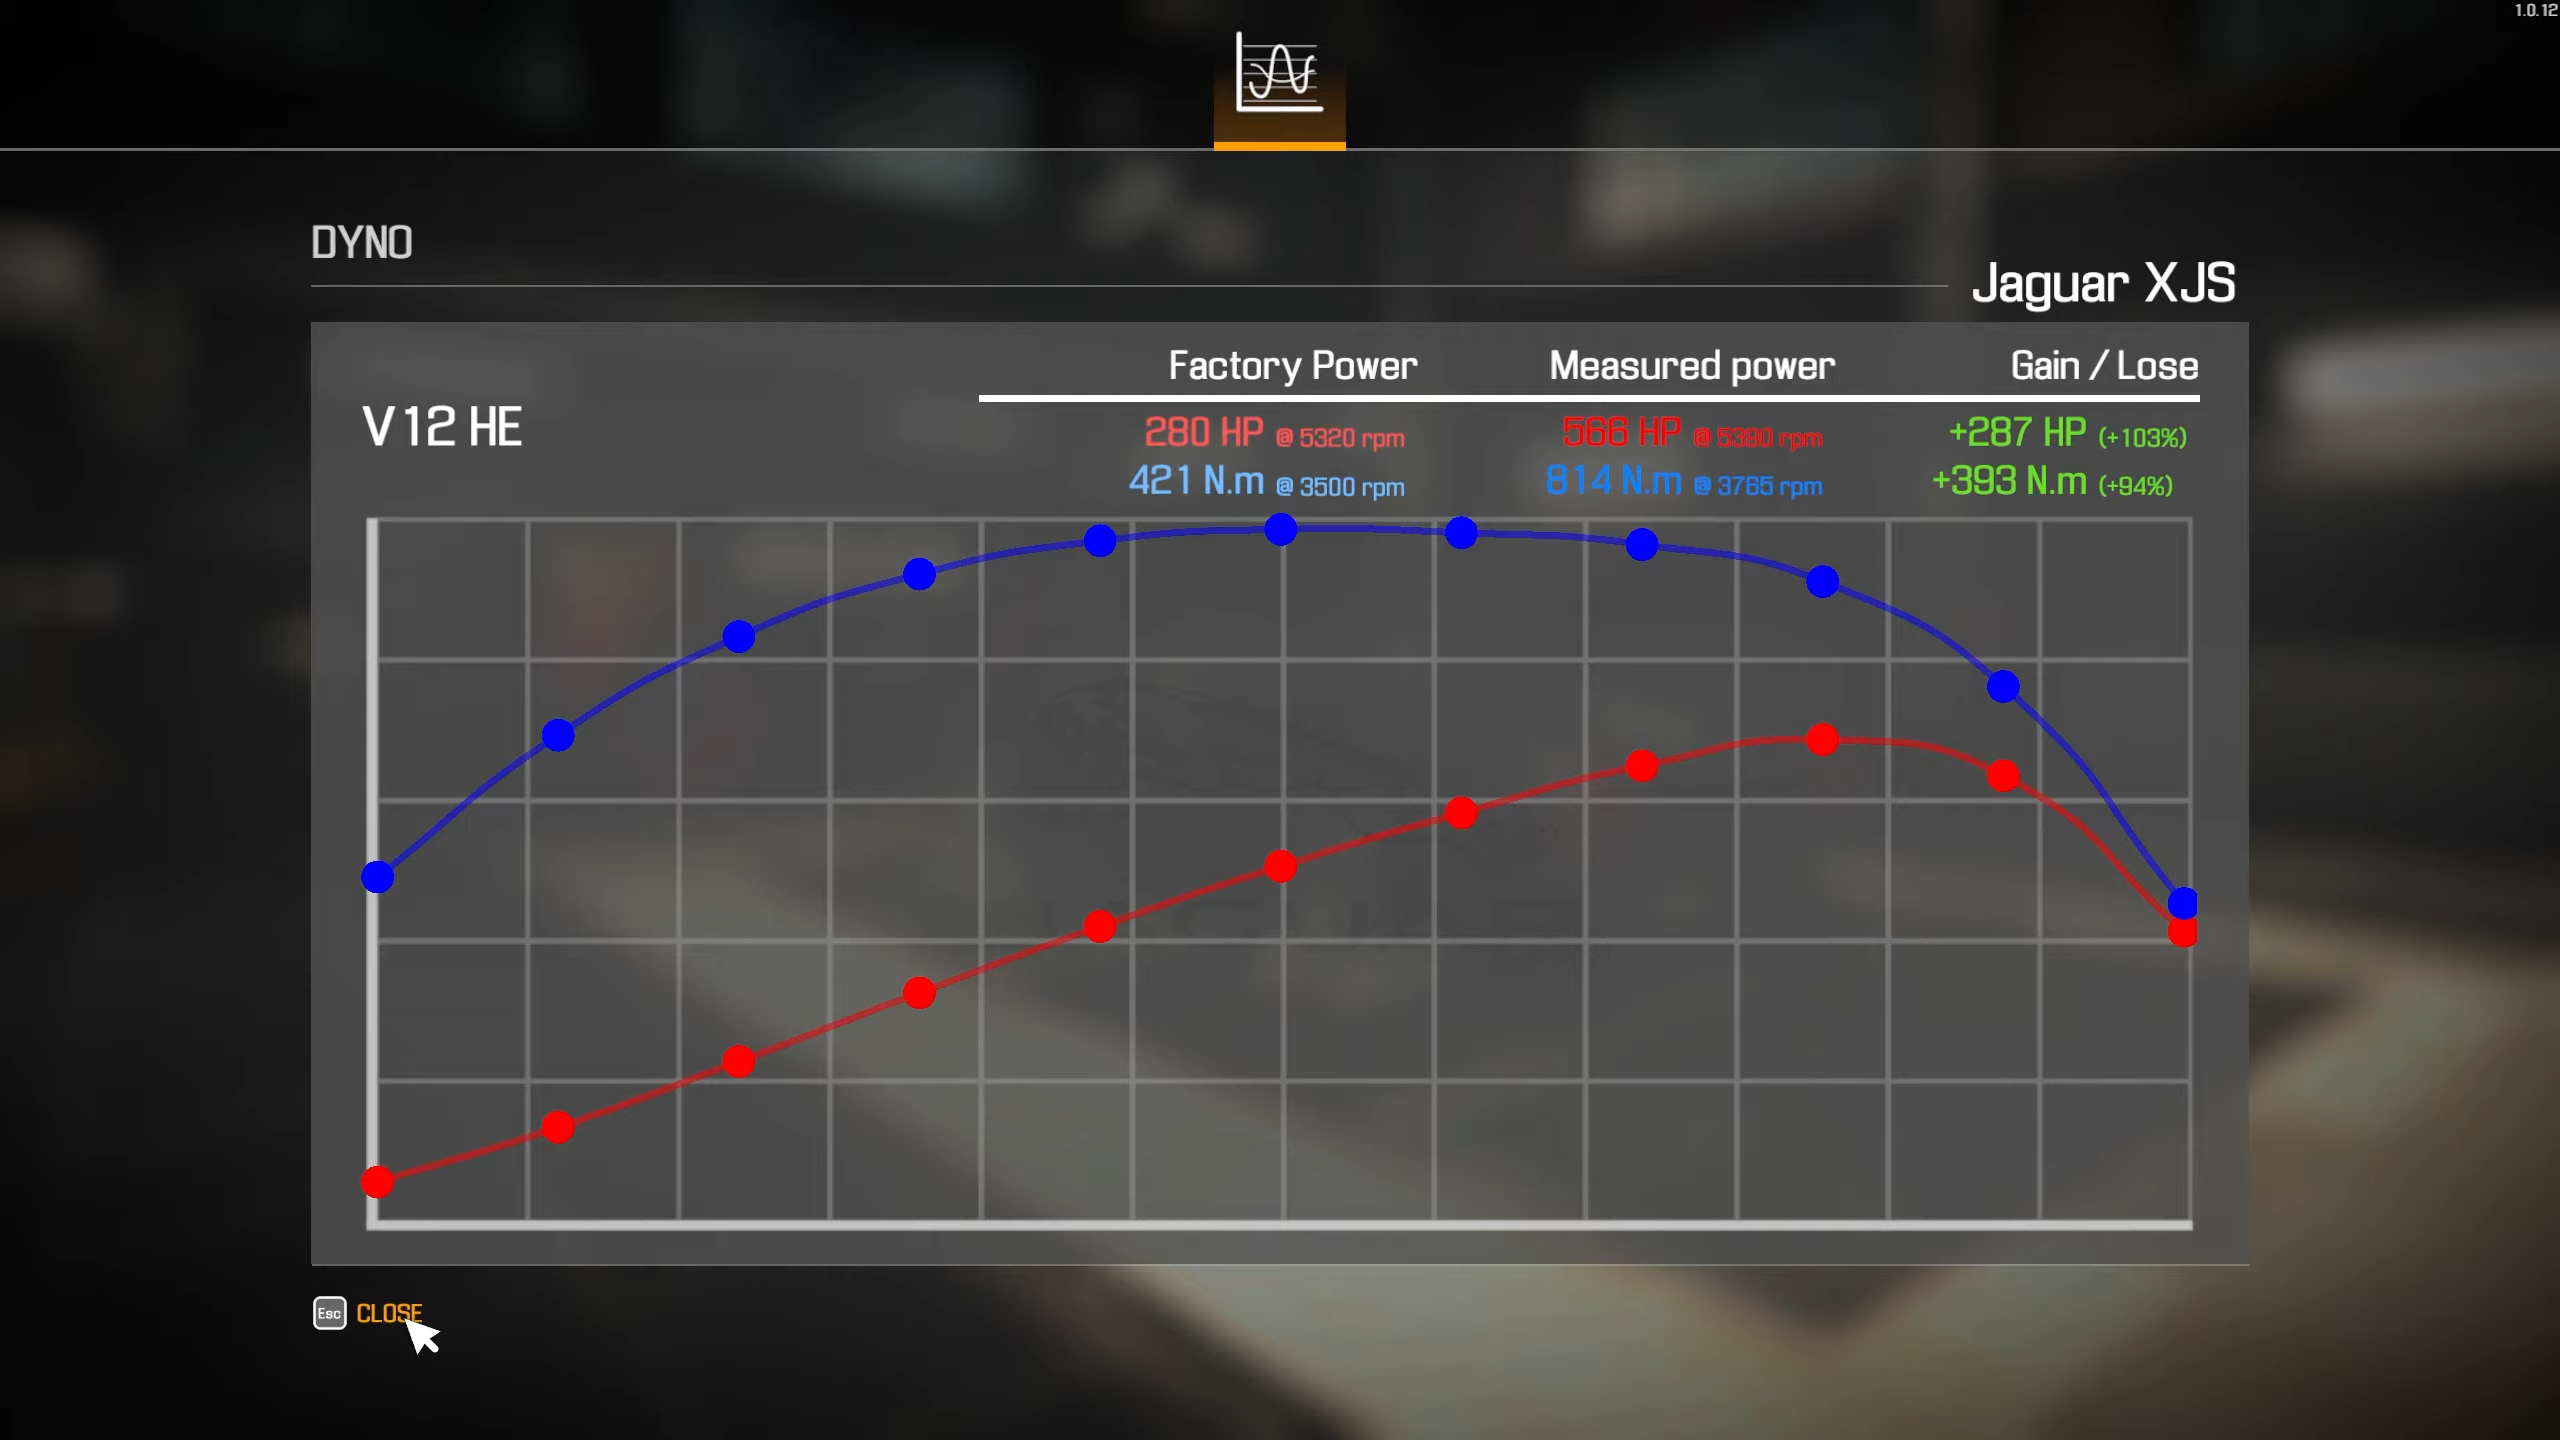 1.0.12
DYNO
Jaguar XJS
Factory Power Measured power Gain / Lose
V12 HE
280 HP @ 5320 rpm 566 HP @ 5390 rpm +287 HP (+103%)
421 N.m @ 3500 rpm 814 N.m @ 3765 rpm +393 N.m (+94%)
Esc CLOSE